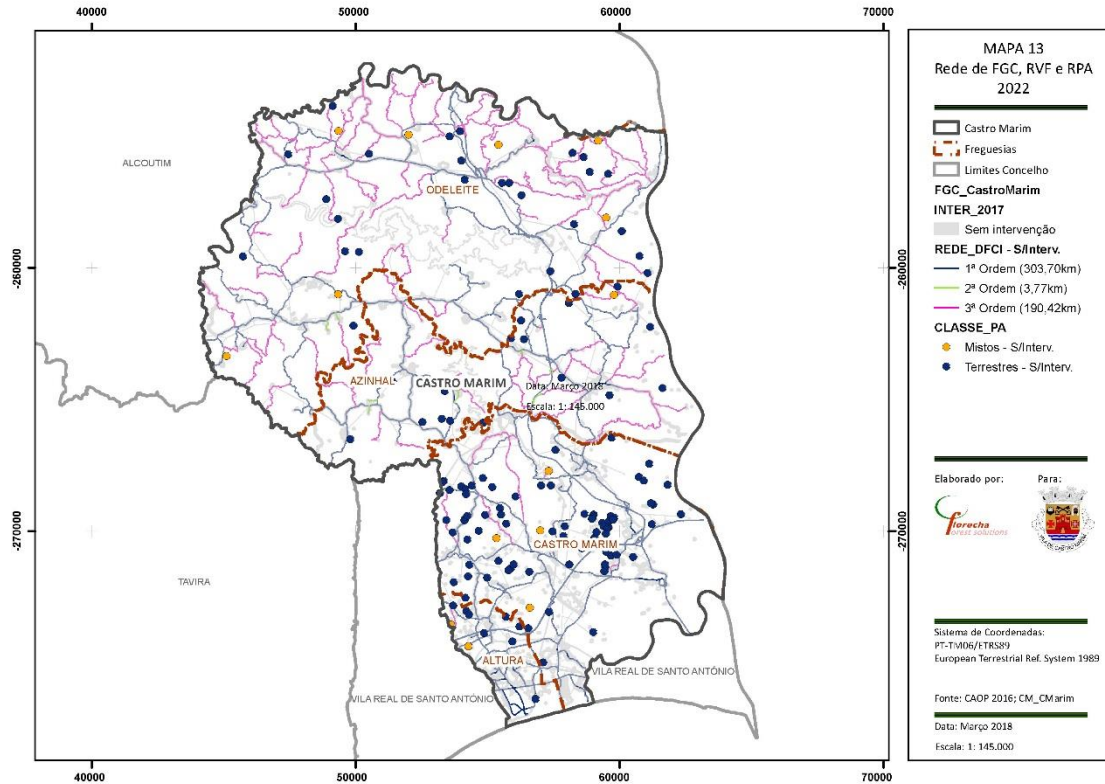 40000
50000
60000
70000
-260000
-270000
ALCOUTIM
ODELEITE
AZINHAL
CASTRO MARIM
Data: Março 2018
Escala: 1: 145.000
CASTRO MARIM
TAVIRA
ALTURA
VILA REAL DE SANTO ANTÓNIO
VILA REAL DE SANTO ANTÓNIO
-260000
-270000
40000
50000
60000
70000
MAPA 13
Rede de FGC, RVF e RPA
2022
Castro Marim
Freguesias
Limites Concelho
FGC_CastroMarim
INTER_2017
Sem intervenção
REDE_DFCI - S/Interv.
1ª Ordem (303,70km)
2ª Ordem (3,77km)
3ª Ordem (190,42km)
CLASSE_PA
Mistos - S/Interv.
Terrestres - S/Interv.
Elaborado por:
Para:
florecha
forest solutions
VILA DE CASTRO MARIM
Sistema de Coordenadas:
PT-TM06/ETRS89
European Terrestrial Ref. System 1989
Fonte: CAOP 2016; CM_CMarim
Data: Março 2018
Escala: 1: 145.000